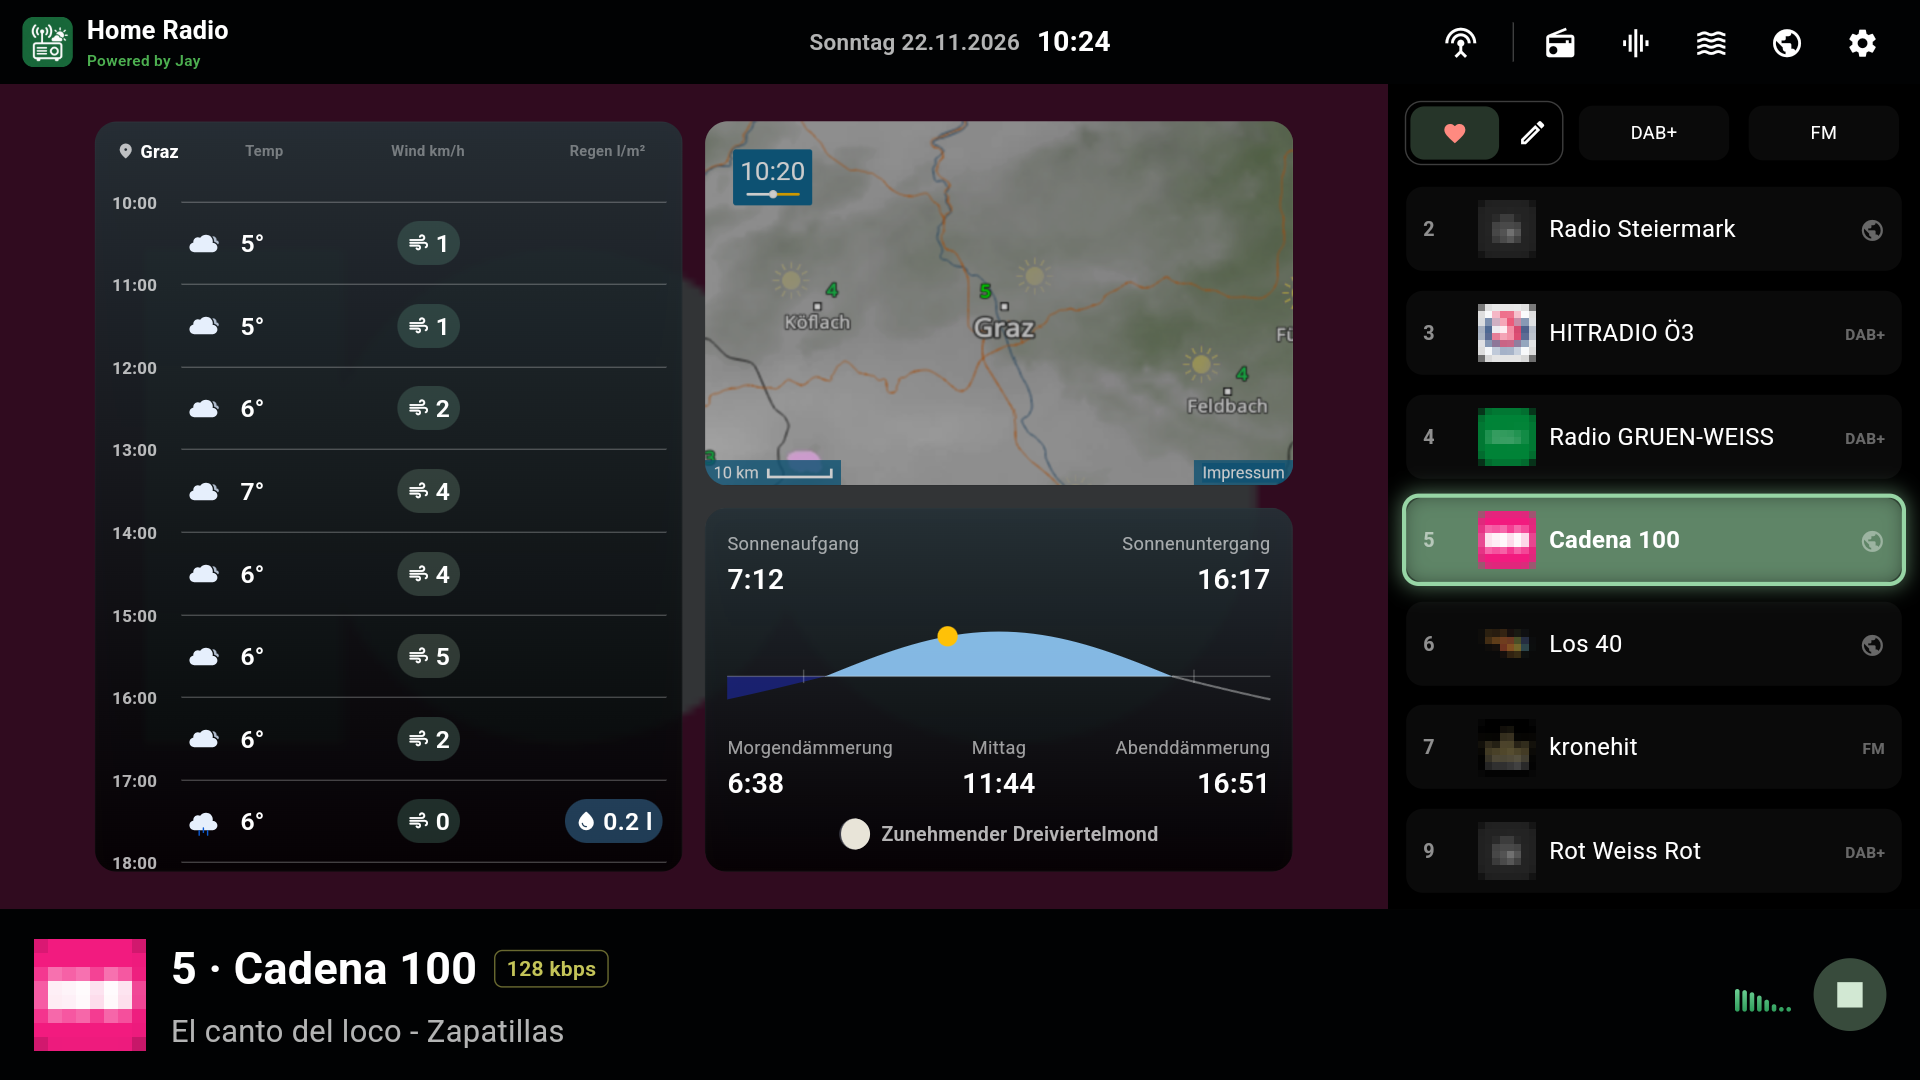 Home Radio
Powered by Jay
Sonntag 22.11.2026 10:24
Graz Temp Wind km/h Regen l/m²
10:00
5° 1
11:00
5° 1
12:00
6° 2
13:00
7° 4
14:00
6° 4
15:00
6° 5
16:00
6° 2
17:00
6° 0 0.2 l
18:00
10:20
4
Köflach
5
Graz
Fü
4
Feldbach
10 km
Impressum
Sonnenaufgang Sonnenuntergang
7:12 16:17
Morgendämmerung Mittag Abenddämmerung
6:38 11:44 16:51
Zunehmender Dreiviertelmond
DAB+ FM
2 Radio Steiermark
3 HITRADIO Ö3 DAB+
4 Radio GRUEN-WEISS DAB+
5 Cadena 100
6 Los 40
7 kronehit FM
9 Rot Weiss Rot DAB+
5 · Cadena 100 128 kbps
El canto del loco - Zapatillas